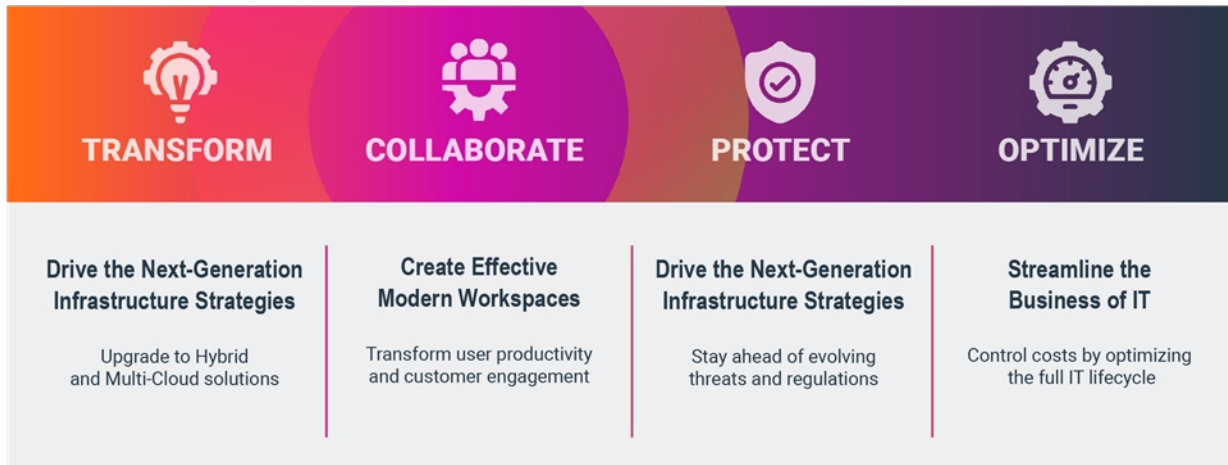 TRANSFORM
COLLABORATE
PROTECT
OPTIMIZE
Drive the Next-Generation
Infrastructure Strategies
Upgrade to Hybrid
and Multi-Cloud solutions
Create Effective
Modern Workspaces
Transform user productivity
and customer engagement
Drive the Next-Generation
Infrastructure Strategies
Stay ahead of evolving
threats and regulations
Streamline the
Business of IT
Control costs by optimizing
the full IT lifecycle